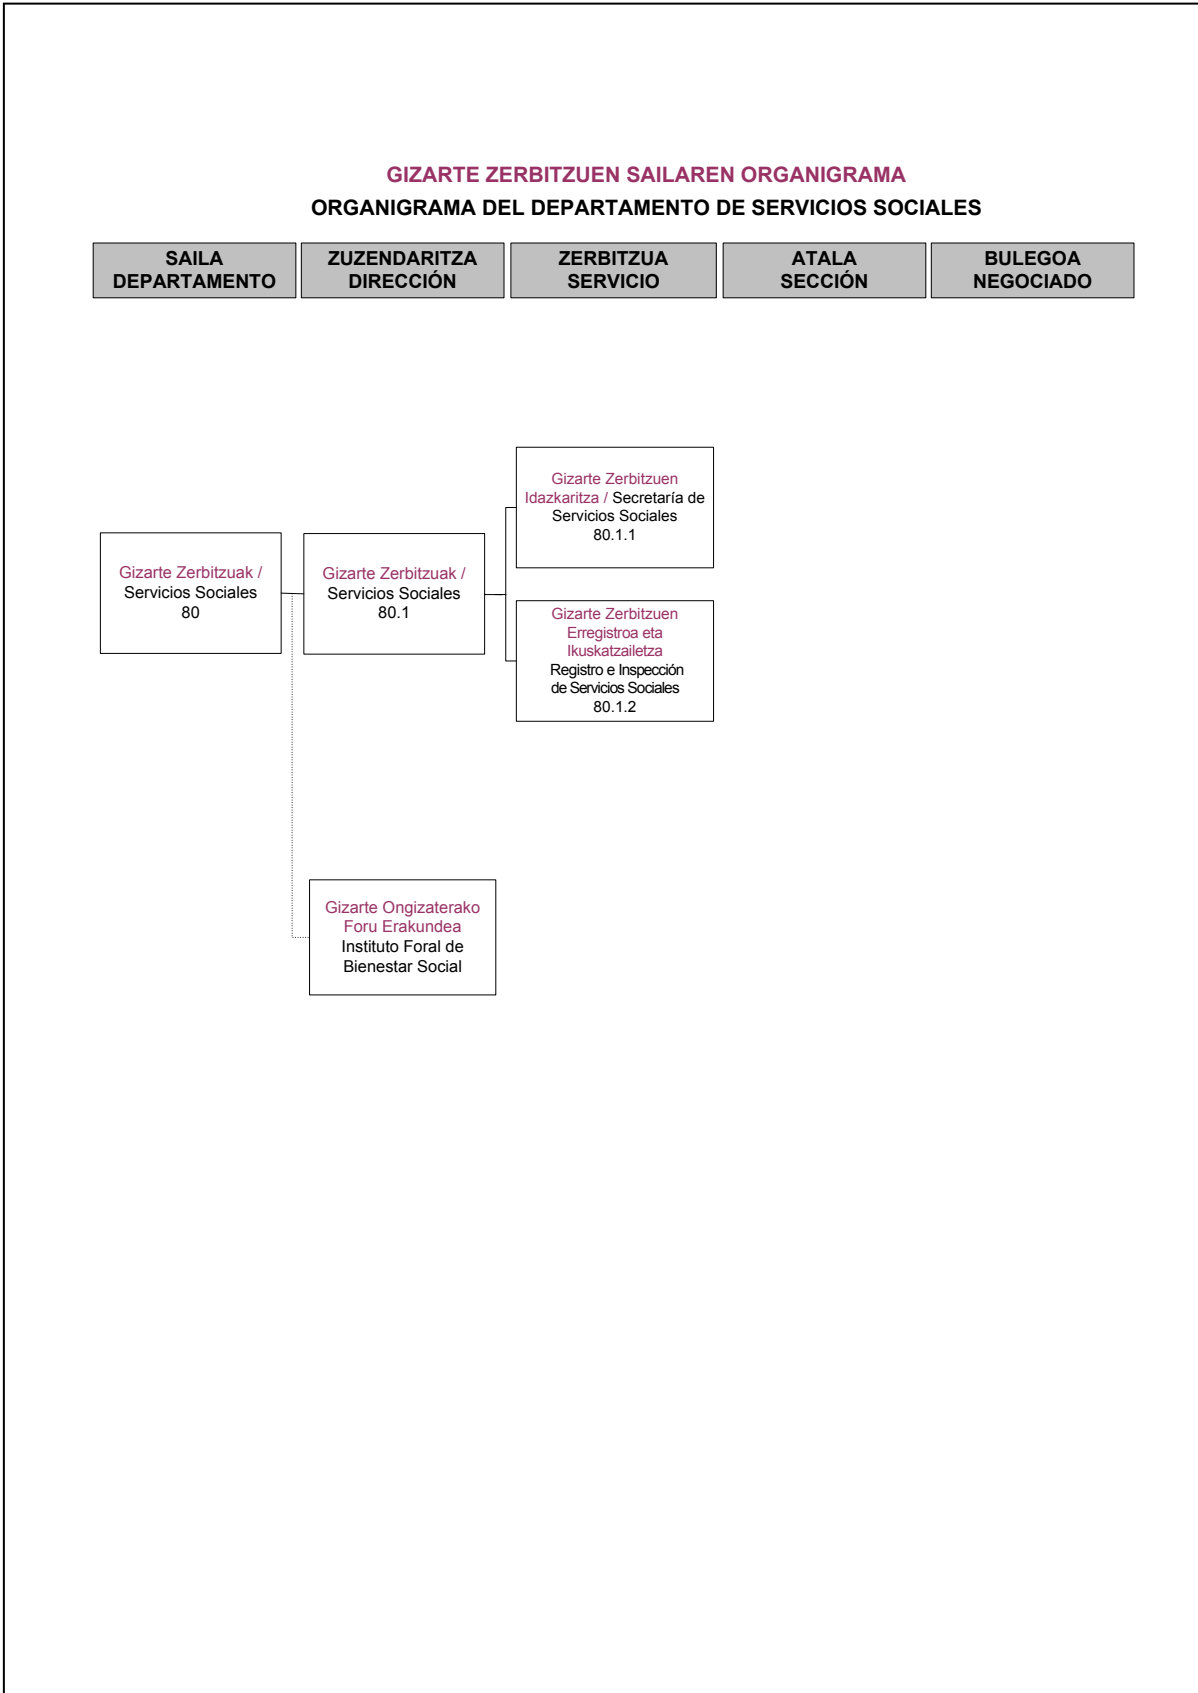 GIZARTE ZERBITZUEN SAILAREN ORGANIGRAMA
ORGANIGRAMA DEL DEPARTAMENTO DE SERVICIOS SOCIALES
SAILA
DEPARTAMENTO
ZUZENDARITZA
DIRECCIÓN
ZERBITZUA
SERVICIO
ATALA
SECCIÓN
BULEGOA
NEGOCIADO
Gizarte Zerbitzuak /
Servicios Sociales
80
Gizarte Zerbitzuak /
Servicios Sociales
80.1
Gizarte Zerbitzuen
Idazkaritza / Secretaría de
Servicios Sociales
80.1.1
Gizarte Zerbitzuen
Erregistroa eta
Ikuskatzailetza
Registro e Inspección
de Servicios Sociales
80.1.2
Gizarte Ongizaterako
Foru Erakundea
Instituto Foral de
Bienestar Social